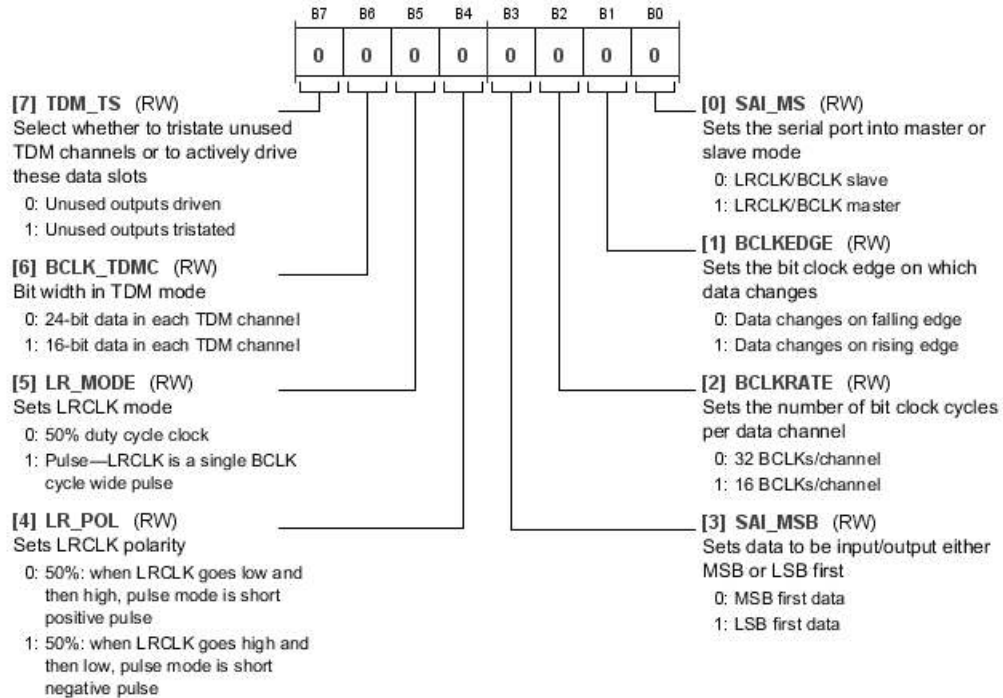 B7 B6 B5 B4 B3 B2 B1 B0
0 0 0 0 0 0 0 0
[7] TDM_TS (RW)
Select whether to tristate unused
TDM channels or to actively drive
these data slots
0: Unused outputs driven
1: Unused outputs tristated
[6] BCLK_TDMC (RW)
Bit width in TDM mode
0: 24-bit data in each TDM channel
1: 16-bit data in each TDM channel
[5] LR_MODE (RW)
Sets LRCLK mode
0: 50% duty cycle clock
1: Pulse—LRCLK is a single BCLK
cycle wide pulse
[4] LR_POL (RW)
Sets LRCLK polarity
0: 50%: when LRCLK goes low and
then high, pulse mode is short
positive pulse
1: 50%: when LRCLK goes high and
then low, pulse mode is short
negative pulse
[0] SAI_MS (RW)
Sets the serial port into master or
slave mode
0: LRCLK/BCLK slave
1: LRCLK/BCLK master
[1] BCLKEDGE (RW)
Sets the bit clock edge on which
data changes
0: Data changes on falling edge
1: Data changes on rising edge
[2] BCLKRATE (RW)
Sets the number of bit clock cycles
per data channel
0: 32 BCLKs/channel
1: 16 BCLKs/channel
[3] SAI_MSB (RW)
Sets data to be input/output either
MSB or LSB first
0: MSB first data
1: LSB first data